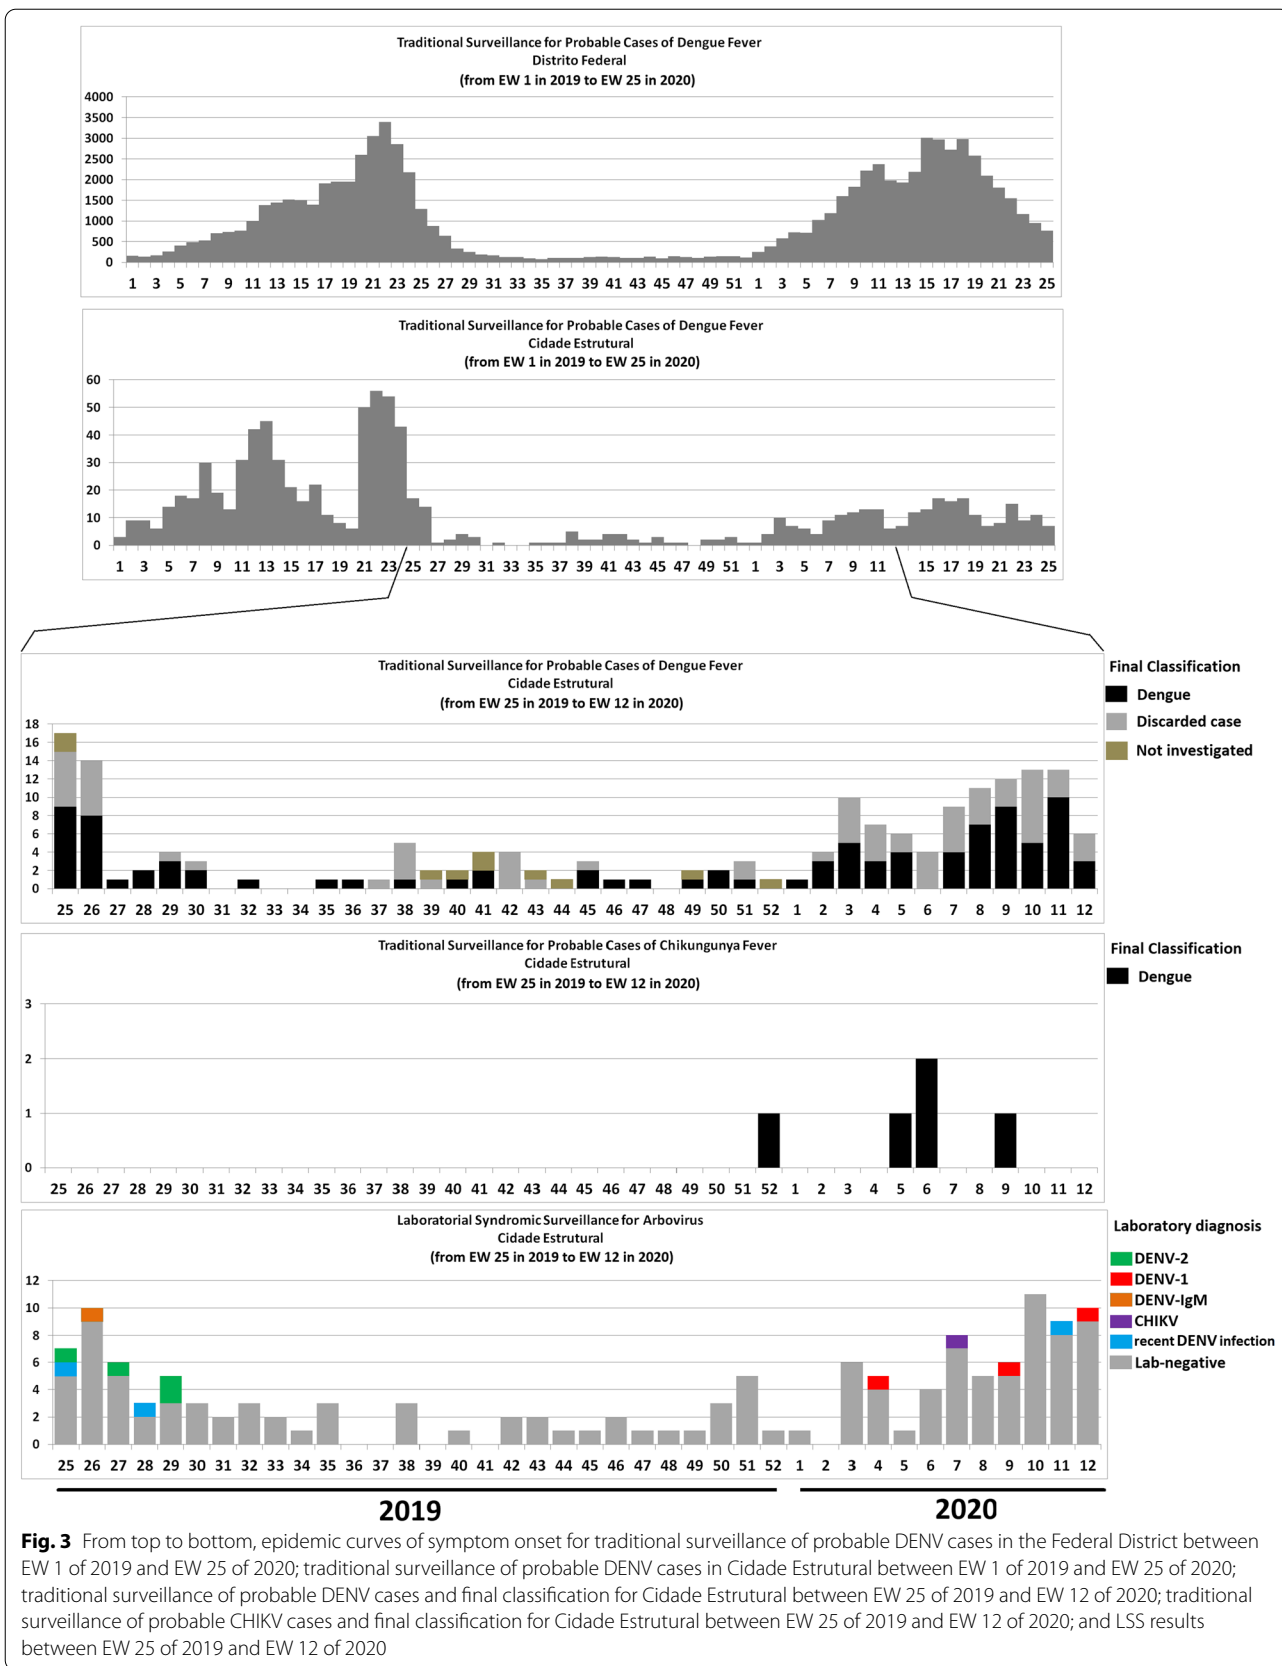 Traditional Surveillance for Probable Cases of Dengue Fever
Distrito Federal
(from EW 1 in 2019 to EW 25 in 2020)
4000
3500
3000
2500
2000
1500
1000
500
0
1 3 5 7 9 11 13 15 17 19 21 23 25 27 29 31 33 35 37 39 41 43 45 47 49 51 1 3 5 7 9 11 13 15 17 19 21 23 25
Traditional Surveillance for Probable Cases of Dengue Fever
Cidade Estrutural
(from EW 1 in 2019 to EW 25 in 2020)
60
50
40
30
20
10
0
1 3 5 7 9 11 13 15 17 19 21 23 25 27 29 31 33 35 37 39 41 43 45 47 49 51 1 3 5 7 9 11 15 17 19 21 23 25
Traditional Surveillance for Probable Cases of Dengue Fever
Cidade Estrutural
(from EW 25 in 2019 to EW 12 in 2020)
18
16
14
12
10
8
6
4
2
0
25 26 27 28 29 30 31 32 33 34 35 36 37 38 39 40 41 42 43 44 45 46 47 48 49 50 51 52 1 2 3 4 5 6 7 8 9 10 11 12
Final Classification
Dengue
Discarded case
Not investigated
Traditional Surveillance for Probable Cases of Chikungunya Fever
Cidade Estrutural
(from EW 25 in 2019 to EW 12 in 2020)
3
2
1
0
25 26 27 28 29 30 31 32 33 34 35 36 37 38 39 40 41 42 43 44 45 46 47 48 49 50 51 52 1 2 3 4 5 6 7 8 9 10 11 12
Final Classification
Dengue
Laboratorial Syndromic Surveillance for Arbovirus
Cidade Estrutural
(from EW 25 in 2019 to EW 12 in 2020)
12
10
8
6
4
2
0
25 26 27 28 29 30 31 32 33 34 35 36 37 38 39 40 41 42 43 44 45 46 47 48 49 50 51 52 1 2 3 4 5 6 7 8 9 10 11 12
Laboratory diagnosis
DENV-2
DENV-1
DENV-IgM
CHIKV
recent DENV infection
Lab-negative
2019 2020
Fig. 3 From top to bottom, epidemic curves of symptom onset for traditional surveillance of probable DENV cases in the Federal District between
EW 1 of 2019 and EW 25 of 2020; traditional surveillance of probable DENV cases in Cidade Estrutural between EW 1 of 2019 and EW 25 of 2020;
traditional surveillance of probable DENV cases and final classification for Cidade Estrutural between EW 25 of 2019 and EW 12 of 2020; traditional
surveillance of probable CHIKV cases and final classification for Cidade Estrutural between EW 25 of 2019 and EW 12 of 2020; and LSS results
between EW 25 of 2019 and EW 12 of 2020